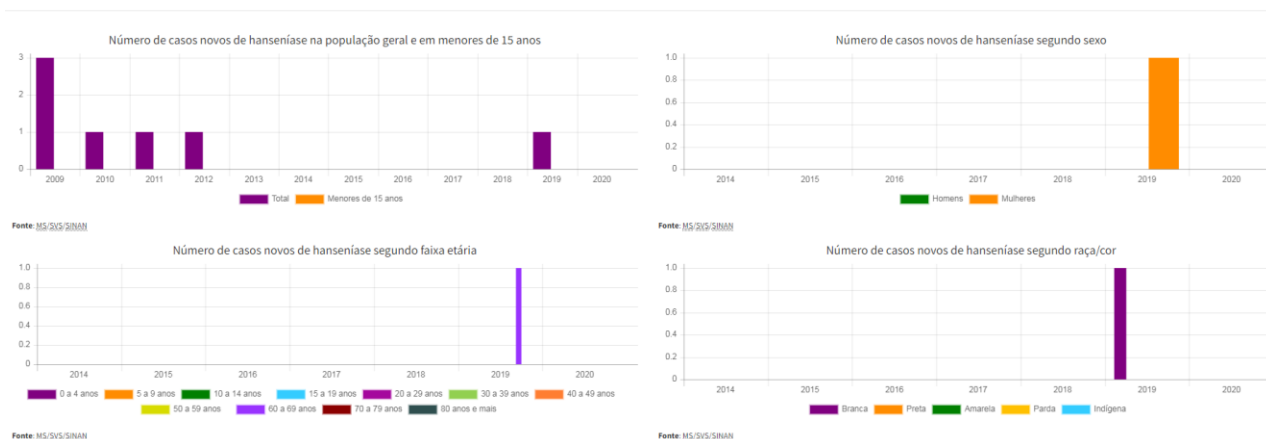 Número de casos novos de hanseníase na população geral e em menores de 15 anos
3
2
1
0
2009 2010 2011 2012 2013 2014 2015 2016 2017 2018 2019 2020
Total Menores de 15 anos
Fonte: MS/SVS/SINAN
Número de casos novos de hanseníase segundo sexo
1.0
0.8
0.6
0.4
0.2
0
2014 2015 2016 2017 2018 2019 2020
Homens Mulheres
Fonte: MS/SVS/SINAN
Número de casos novos de hanseníase segundo faixa etária
1.0
0.8
0.6
0.4
0.2
0
2014 2015 2016 2017 2018 2019 2020
0 a 4 anos 5 a 9 anos 10 a 14 anos 15 a 19 anos 20 a 29 anos 30 a 39 anos 40 a 49 anos
50 a 59 anos 60 a 69 anos 70 a 79 anos 80 anos e mais
Fonte: MS/SVS/SINAN
Número de casos novos de hanseníase segundo raça/cor
1.0
0.8
0.6
0.4
0.2
0
2014 2015 2016 2017 2018 2019 2020
Branca Preta Amarela Parda Indígena
Fonte: MS/SVS/SINAN